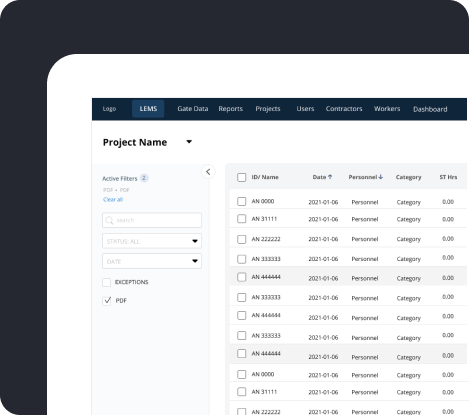 Logo LEMS Gate Data Reports Projects Users Contractors Workers Dashboard
Project Name
Active Filters 2
PDF • PDF
Clear all
search
STATUS: ALL
DATE
EXCEPTIONS
PDF
ID/ Name Date ↑ Personnel ↓ Category ST Hrs
AN 0000 2021-01-06 Personnel Category 0.00
AN 31111 2021-01-06 Personnel Category 0.00
AN 222222 2021-01-06 Personnel Category 0.00
AN 333333 2021-01-06 Personnel Category 0.00
AN 444444 2021-01-06 Personnel Category 0.00
AN 333333 2021-01-06 Personnel Category 0.00
AN 444444 2021-01-06 Personnel Category 0.00
AN 333333 2021-01-06 Personnel Category 0.00
AN 444444 2021-01-06 Personnel Category 0.00
AN 0000 2021-01-06 Personnel Category 0.00
AN 31111 2021-01-06 Personnel Category 0.00
AN 222222 2021-01-06 Personnel Category 0.00